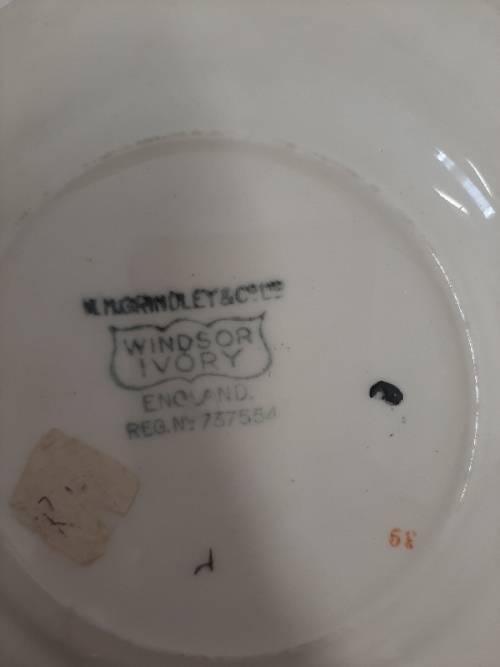 W.H.GRINDLEY&Co LTD
WINDSOR
IVORY
ENGLAND.
REG. No 737554